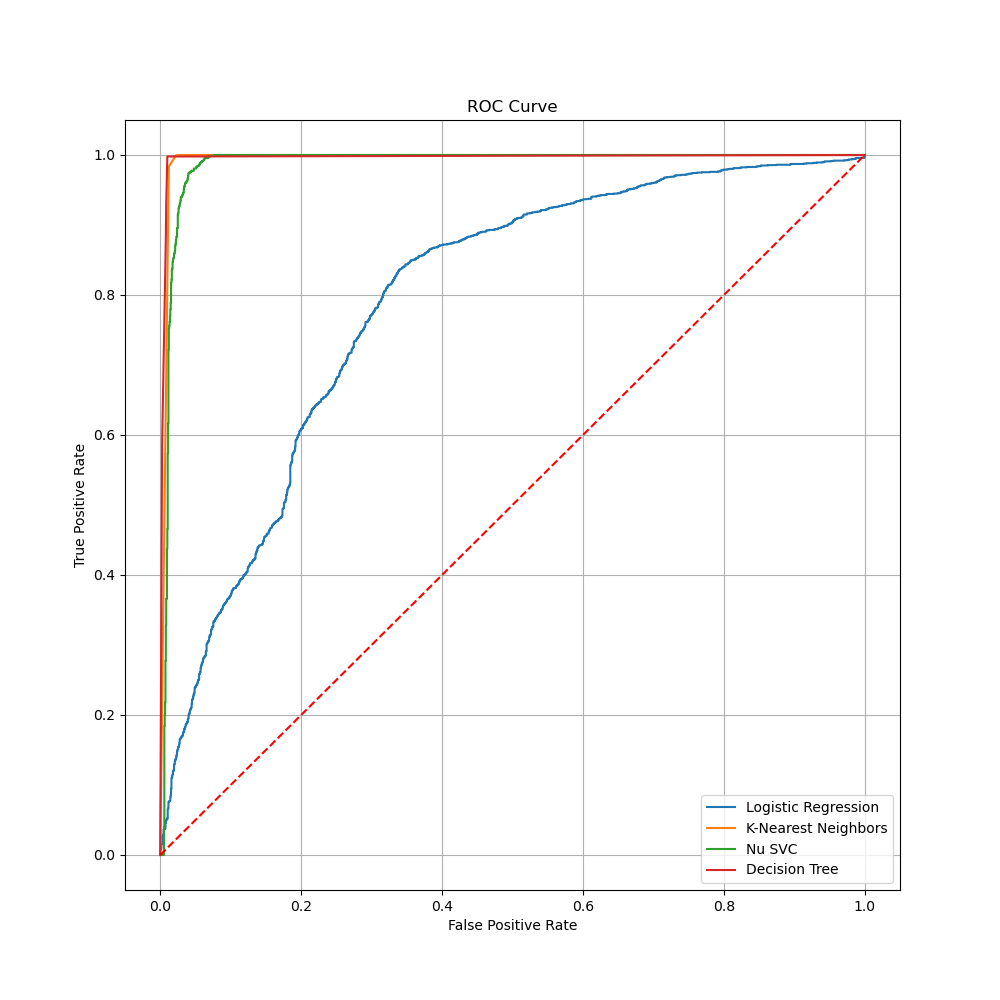 ROC Curve
1.0
0.8
0.6
0.4
0.2
0.0
True Positive Rate
0.0 0.2 0.4 0.6 0.8 1.0
False Positive Rate
Logistic Regression
K-Nearest Neighbors
Nu SVC
Decision Tree